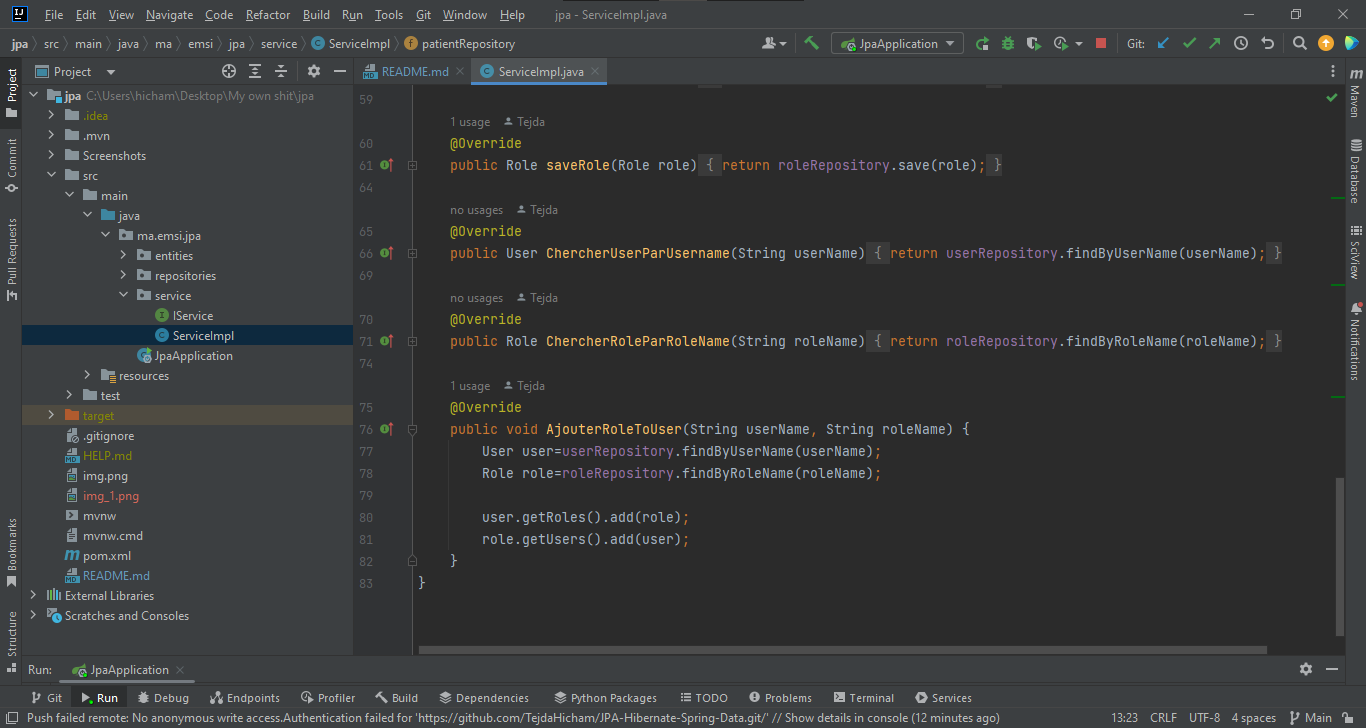 File Edit View Navigate Code Refactor Build Run Tools Git Window Help jpa - ServiceImpl.java
jpa src main java ma emsi jpa service ServiceImpl patientRepository JpaApplication Git:
Project
README.md ServiceImpl.java
jpa C:\Users\hicham\Desktop\My own shit\jpa
.idea
.mvn
Screenshots
src
main
java
ma.emsi.jpa
entities
repositories
service
IService
ServiceImpl
JpaApplication
resources
test
target
.gitignore
HELP.md
img.png
img_1.png
mvnw
mvnw.cmd
pom.xml
README.md
External Libraries
Scratches and Consoles
Project
Commit
Pull Requests
Bookmarks
Structure
59
1 usage Tejda
60 @Override
61 public Role saveRole(Role role) { return roleRepository.save(role); }
64
no usages Tejda
65 @Override
66 public User ChercherUserParUsername(String userName) { return userRepository.findByUserName(userName); }
69
no usages Tejda
70 @Override
71 public Role ChercherRoleParRoleName(String roleName) { return roleRepository.findByRoleName(roleName); }
74
1 usage Tejda
75 @Override
76 public void AjouterRoleToUser(String userName, String roleName) {
77 User user=userRepository.findByUserName(userName);
78 Role role=roleRepository.findByRoleName(roleName);
79
80 user.getRoles().add(role);
81 role.getUsers().add(user);
82 }
83 }
Maven
Database
SciView
Notifications
Run: JpaApplication
Git Run Debug Endpoints Profiler Build Dependencies Python Packages TODO Problems Terminal Services
Push failed remote: No anonymous write access.Authentication failed for 'https://github.com/TejdaHicham/JPA-Hibernate-Spring-Data.git/' // Show details in console (12 minutes ago) 13:23 CRLF UTF-8 4 spaces Main